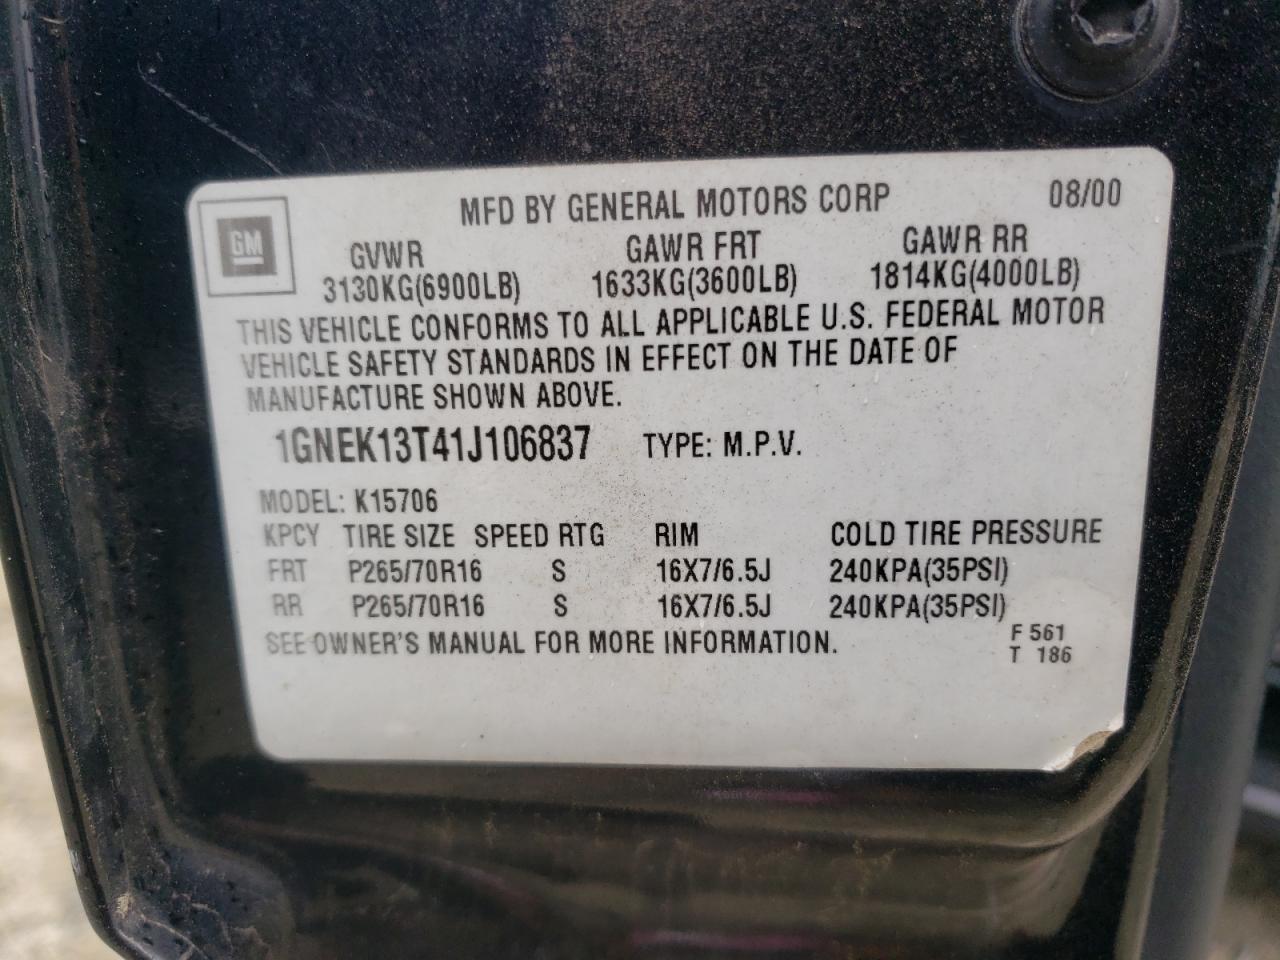 MFD BY GENERAL MOTORS CORP 08/00
GM
GVWR GAWR FRT GAWR RR
3130KG(6900LB) 1633KG(3600LB) 1814KG(4000LB)
THIS VEHICLE CONFORMS TO ALL APPLICABLE U.S. FEDERAL MOTOR
VEHICLE SAFETY STANDARDS IN EFFECT ON THE DATE OF
MANUFACTURE SHOWN ABOVE.
1GNEK13T41J106837 TYPE: M.P.V.
MODEL: K15706
KPCY TIRE SIZE SPEED RTG RIM COLD TIRE PRESSURE
FRT P265/70R16 S 16X7/6.5J 240KPA(35PSI)
RR P265/70R16 S 16X7/6.5J 240KPA(35PSI)
SEE OWNER'S MANUAL FOR MORE INFORMATION.
F 561
T 186